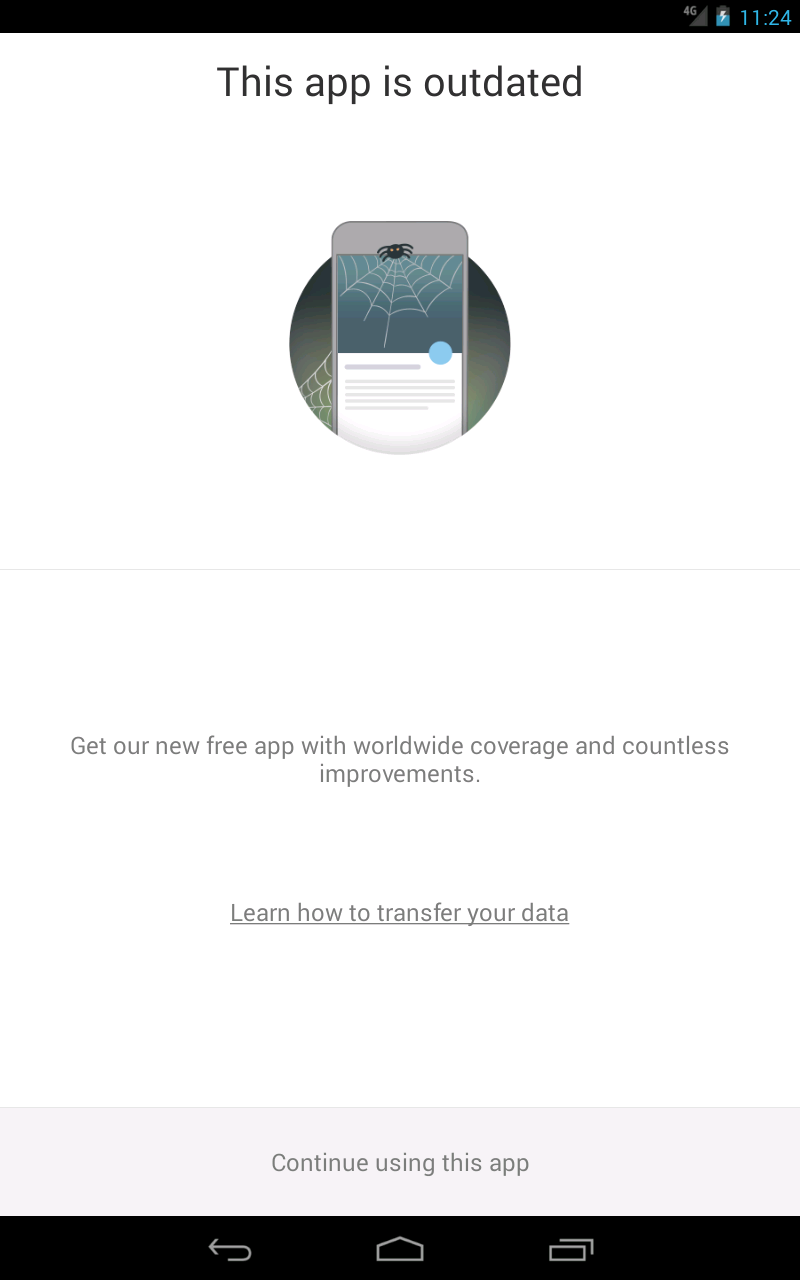 4G 11:24
This app is outdated
Get our new free app with worldwide coverage and countless
improvements.
Learn how to transfer your data
Continue using this app